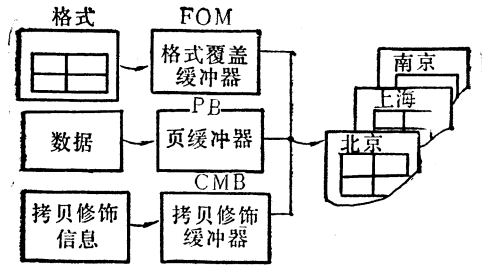 格式
FOM
格式覆盖
缓冲器
数据
PB
页缓冲器
拷贝修饰
信息
CMB
拷贝修饰
缓冲器
南京
上海
北京